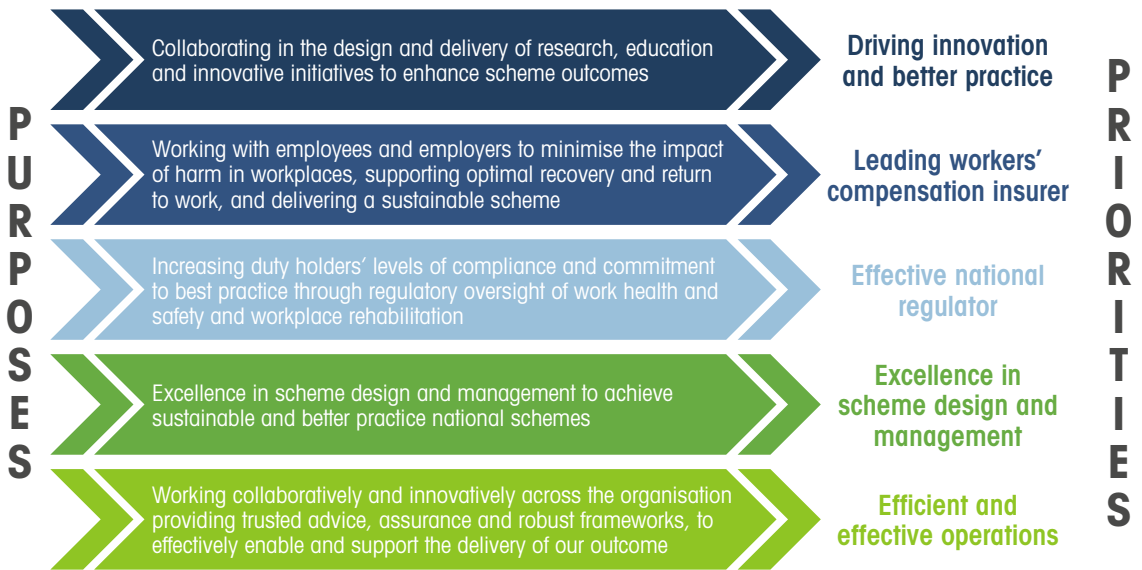 PURPOSES
Collaborating in the design and delivery of research, education
and innovative initiatives to enhance scheme outcomes
Driving innovation
and better practice
Working with employees and employers to minimise the impact
of harm in workplaces, supporting optimal recovery and return
to work, and delivering a sustainable scheme
Leading workers’
compensation insurer
Increasing duty holders’ levels of compliance and commitment
to best practice through regulatory oversight of work health and
safety and workplace rehabilitation
Effective national
regulator
Excellence in scheme design and management to achieve
sustainable and better practice national schemes
Excellence in
scheme design and
management
Working collaboratively and innovatively across the organisation
providing trusted advice, assurance and robust frameworks, to
effectively enable and support the delivery of our outcome
Efficient and
effective operations
PRIORITIES